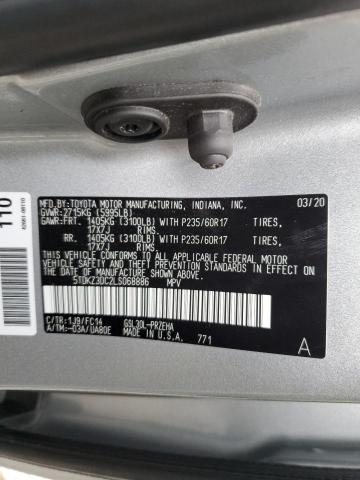 110
42661-08110
MFD.BY:TOYOTA MOTOR MANUFACTURING, INDIANA, INC.
GVWR:2715KG (5995LB) 03/20
GAWR:FRT. 1405KG (3100LB) WITH P235/60R17 TIRES,
17X7J RIMS,
RR. 1405KG (3100LB) WITH P235/60R17 TIRES,
17X7J RIMS,
THIS VEHICLE CONFORMS TO ALL APPLICABLE FEDERAL MOTOR
VEHICLE SAFETY AND THEFT PREVENTION STANDARDS IN
EFFECT ON THE DATE OF MANUFACTURE SHOWN ABOVE.
5TDKZ3DC2LS068886 MPV
C/TR:1J9/FC14 GSL30L-PRZEHA
A/TM:-03A/UA80E MADE IN U.S.A. 771 A